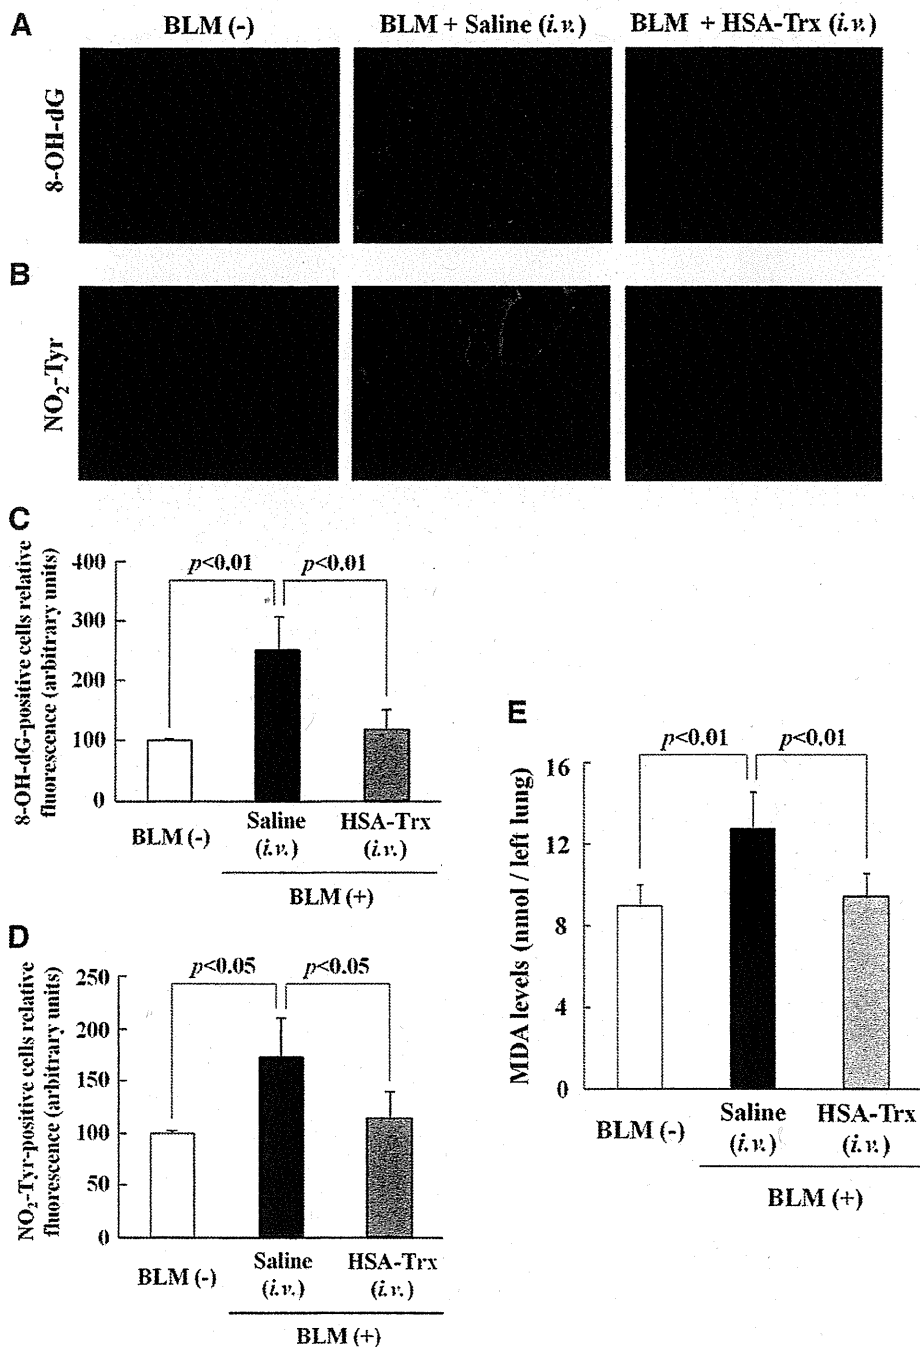 A
BLM (-)
BLM + Saline (i.v.)
BLM + HSA-Trx (i.v.)
8-OH-dG
B
NO2-Tyr
C
8-OH-dG-positive cells relative
fluorescence (arbitrary units)
400
300
200
100
0
p<0.01
p<0.01
BLM (-)
Saline
(i.v.)
HSA-Trx
(i.v.)
BLM (+)
D
NO2-Tyr-positive cells relative
fluorescence (arbitrary units)
250
200
150
100
50
0
p<0.05
p<0.05
BLM (-)
Saline
(i.v.)
HSA-Trx
(i.v.)
BLM (+)
E
MDA levels (nmol / left lung)
16
12
8
4
0
p<0.01
p<0.01
BLM (-)
Saline
(i.v.)
HSA-Trx
(i.v.)
BLM (+)